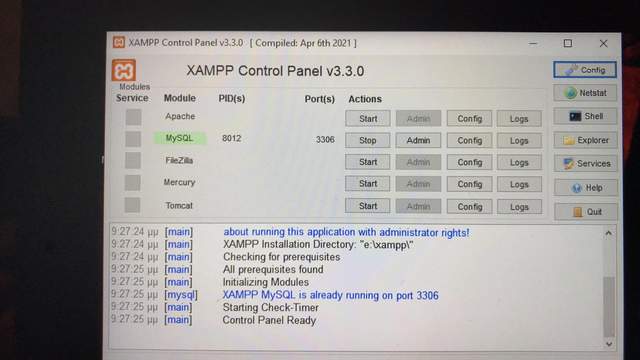 XAMPP Control Panel v3.3.0 [ Compiled: Apr 6th 2021 ]
XAMPP Control Panel v3.3.0
Config
Modules
Service Module PID(s) Port(s) Actions
Netstat
Apache Start Admin Config Logs
Shell
MySQL 8012 3306 Stop Admin Config Logs
Explorer
FileZilla Start Admin Config Logs
Services
Mercury Start Admin Config Logs
Help
Tomcat Start Admin Config Logs
Quit
9:27:24 μμ [main] about running this application with administrator rights!
9:27:24 μμ [main] XAMPP Installation Directory: "e:\xampp\"
9:27:24 μμ [main] Checking for prerequisites
9:27:25 μμ [main] All prerequisites found
9:27:25 μμ [main] Initializing Modules
9:27:25 μμ [mysql] XAMPP MySQL is already running on port 3306
9:27:25 μμ [main] Starting Check-Timer
9:27:25 μμ [main] Control Panel Ready